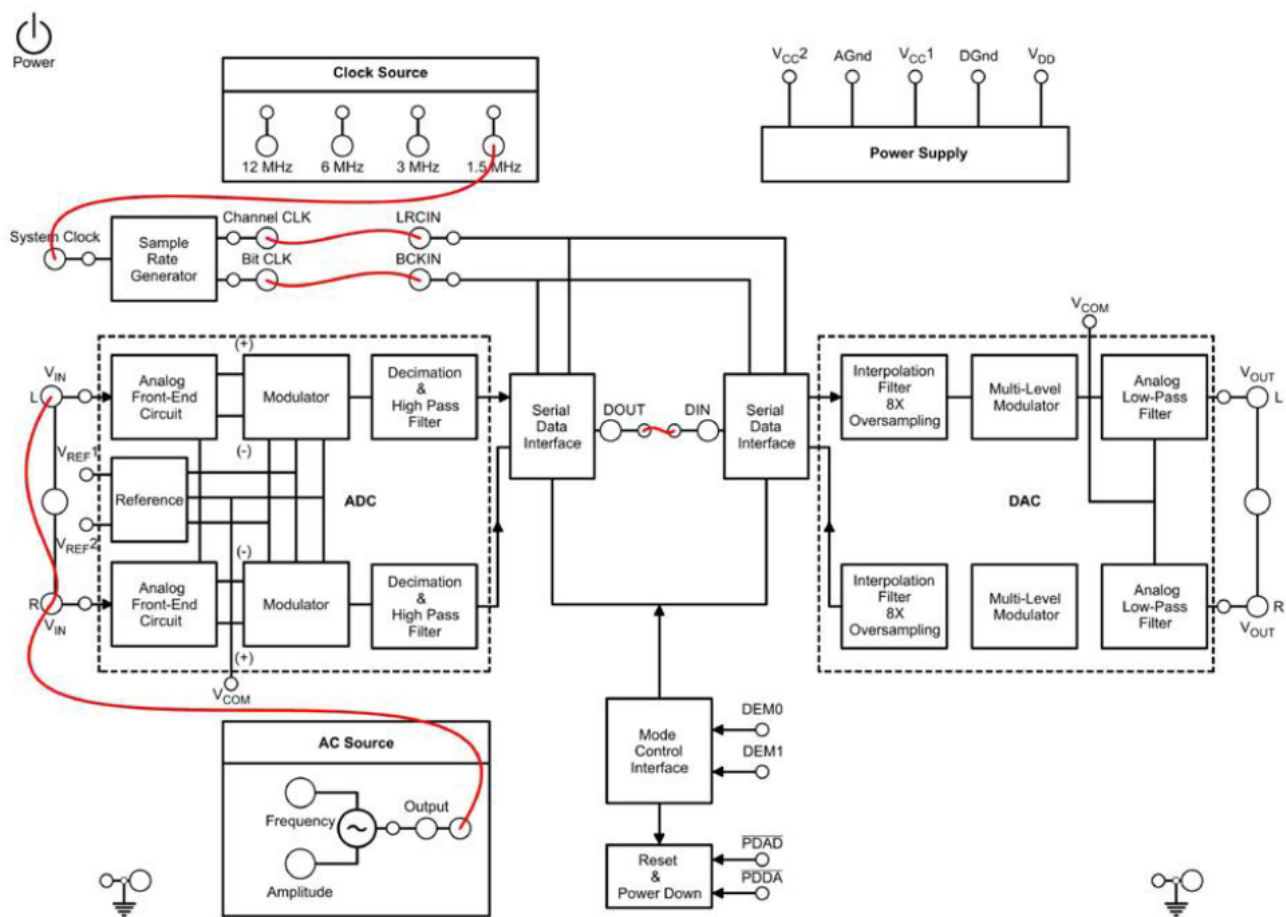 Power
Clock Source
12 MHz
6 MHz
3 MHz
1.5 MHz
VCC2
AGnd
VCC1
DGnd
VDD
Power Supply
System Clock
Sample
Rate
Generator
Channel CLK
Bit CLK
LRCIN
BCKIN
VIN
L
VREF1
VREF2
R
VIN
(+)
Analog
Front-End
Circuit
Modulator
Decimation
&
High Pass
Filter
(-)
Reference
ADC
(-)
Analog
Front-End
Circuit
Modulator
Decimation
&
High Pass
Filter
(+)
VCOM
Serial
Data
Interface
DOUT
DIN
Serial
Data
Interface
VCOM
Interpolation
Filter
8X
Oversampling
Multi-Level
Modulator
Analog
Low-Pass
Filter
DAC
Interpolation
Filter
8X
Oversampling
Multi-Level
Modulator
Analog
Low-Pass
Filter
VOUT
L
R
VOUT
AC Source
Frequency
Output
~
Amplitude
Mode
Control
Interface
DEM0
DEM1
Reset
&
Power Down
PDAD
PDDA